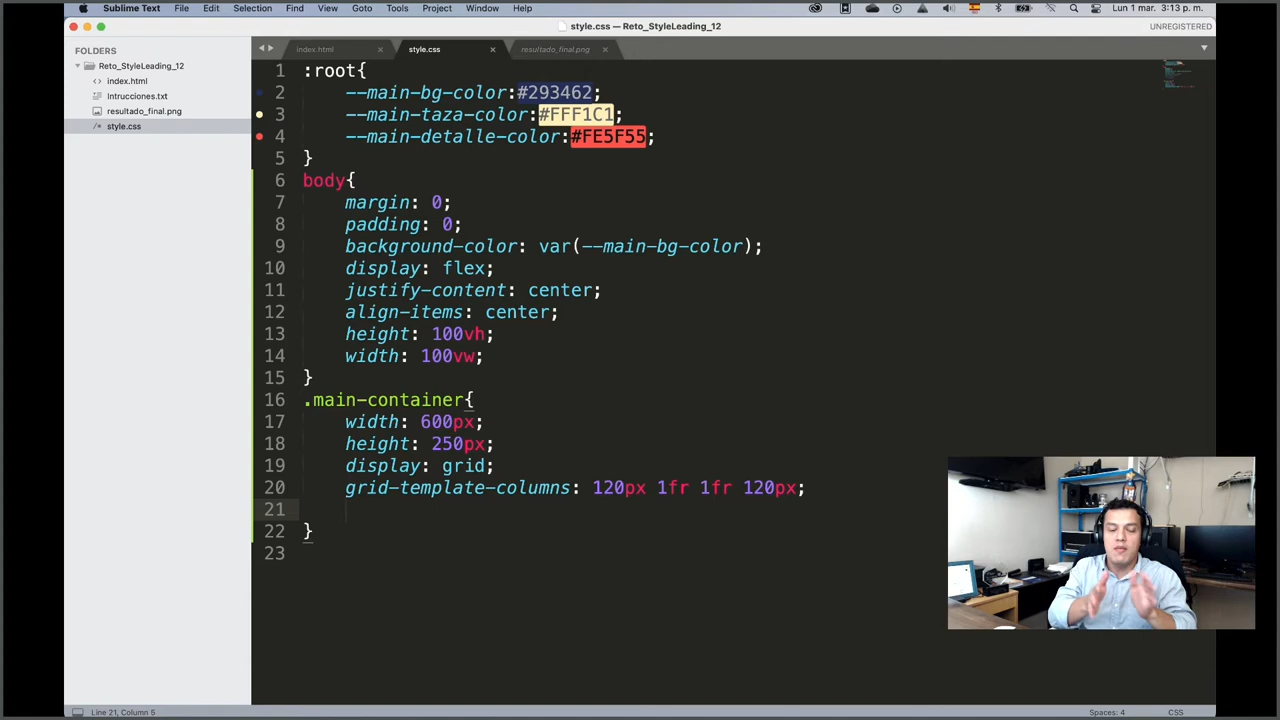 Sublime Text File Edit Selection Find View Goto Tools Project Window Help Lun 1 mar. 3:13 p. m.
style.css — Reto_StyleLeading_12 UNREGISTERED
FOLDERS
Reto_StyleLeading_12
<> index.html
Intrucciones.txt
resultado_final.png
/* style.css
index.html × style.css × resultado_final.png ×
1 :root{
2 --main-bg-color:#293462;
3 --main-taza-color:#FFF1C1;
4 --main-detalle-color:#FE5F55;
5 }
6 body{
7 margin: 0;
8 padding: 0;
9 background-color: var(--main-bg-color);
10 display: flex;
11 justify-content: center;
12 align-items: center;
13 height: 100vh;
14 width: 100vw;
15 }
16 .main-container{
17 width: 600px;
18 height: 250px;
19 display: grid;
20 grid-template-columns: 120px 1fr 1fr 120px;
21
22 }
23
Line 21, Column 5 Spaces: 4 CSS